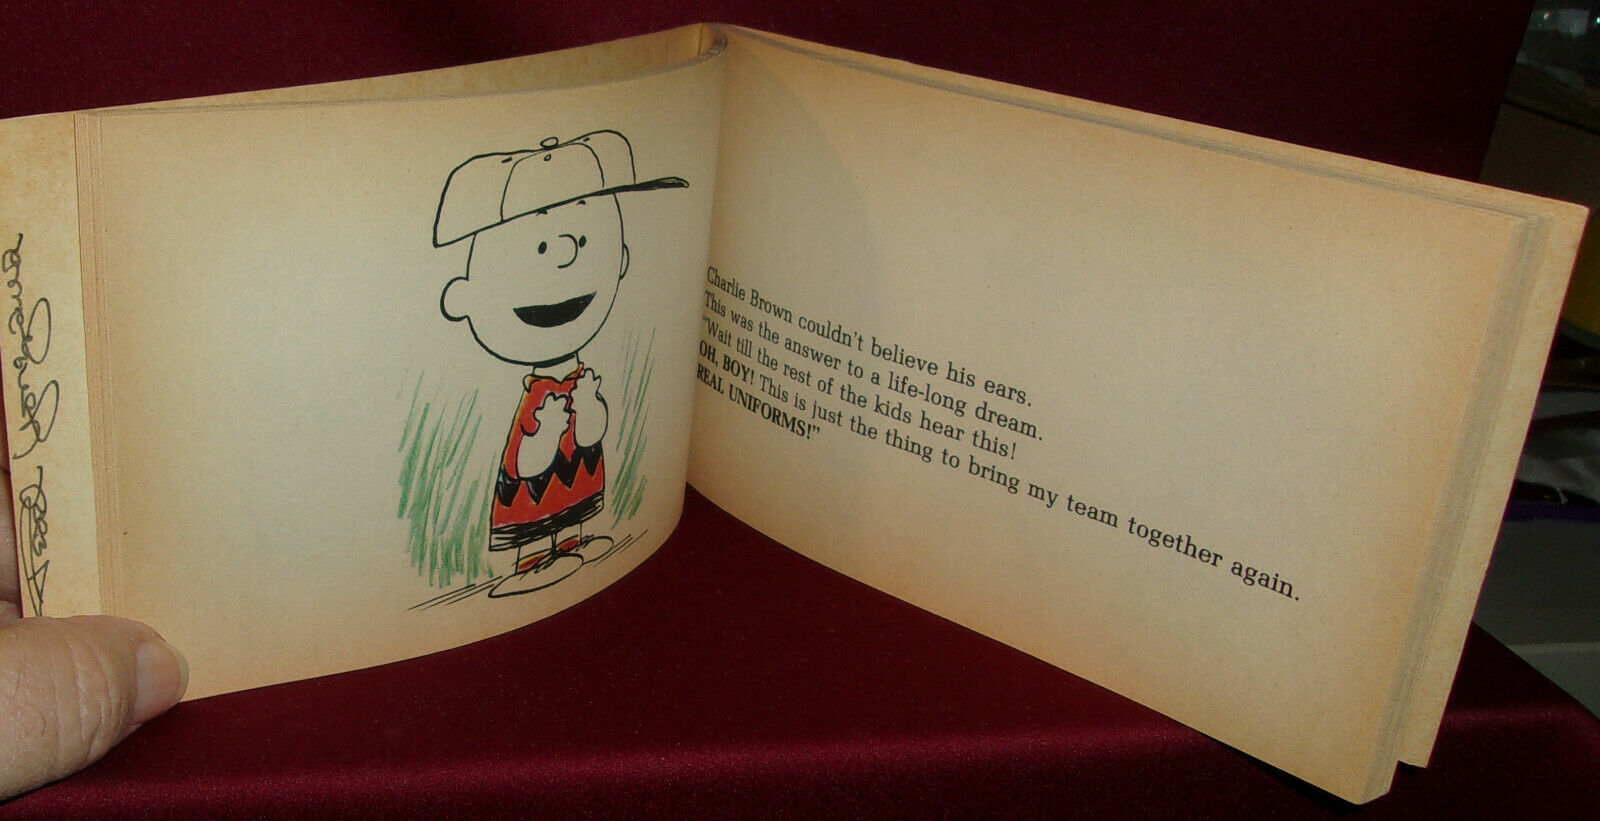 Charlie Brown couldn't believe his ears.
This was the answer to a life-long dream.
"Wait till the rest of the kids hear this!
OH, BOY! This is just the thing to bring my team together again.
REAL UNIFORMS!"